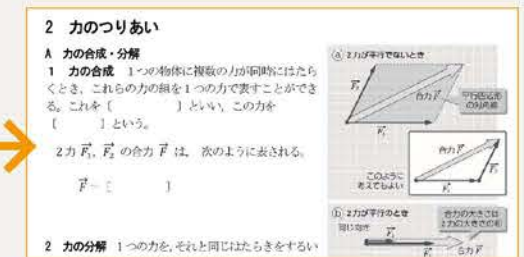 2 力のつりあい
A 力の合成・分解
1 力の合成 1つの物体に複数の力が同時にはたら
くとき、これらの力の組を1つの力で表すことができ
る。これを〔 〕といい、この力を
〔 〕という。
2力 F₁, F₂ の合力 F は、次のように表される。
F＝〔 〕
2 力の分解 1つの力を、それと同じはたらきをするい
ⓐ 2力が平行でないとき
F₁
合力F
平行四辺形
の対角線
F₂
合力F
F₁
このように
考えてもよい
F₂
ⓑ 2力が平行のとき
同じ向き
合力の大きさは
2力の大きさの和
F₁
F₂
合力F